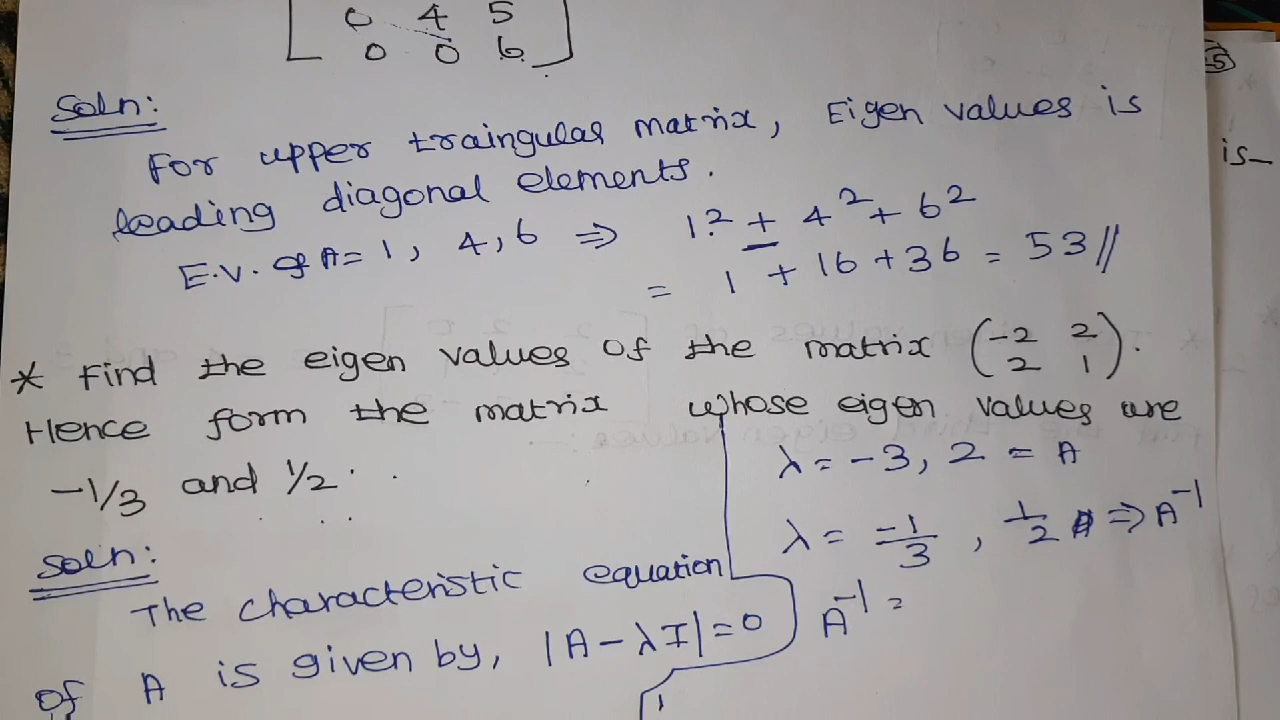 0 4 5
0 0 6
Soln:
For upper traingular matrix, Eigen values is
leading diagonal elements.
E.V. of A = 1, 4, 6 ⇒ 1² + 4² + 6²
= 1 + 16 + 36 = 53//
* Find the eigen values of the matrix (-2 2
2 1).
Hence form the matrix whose eigen values are
-1/3 and 1/2.
λ = -3, 2 = A
λ = -1/3, 1/2 ⇒ A⁻¹
Soln:
The characteristic equation
of A is given by, |A - λI| = 0
A⁻¹ =
5
is